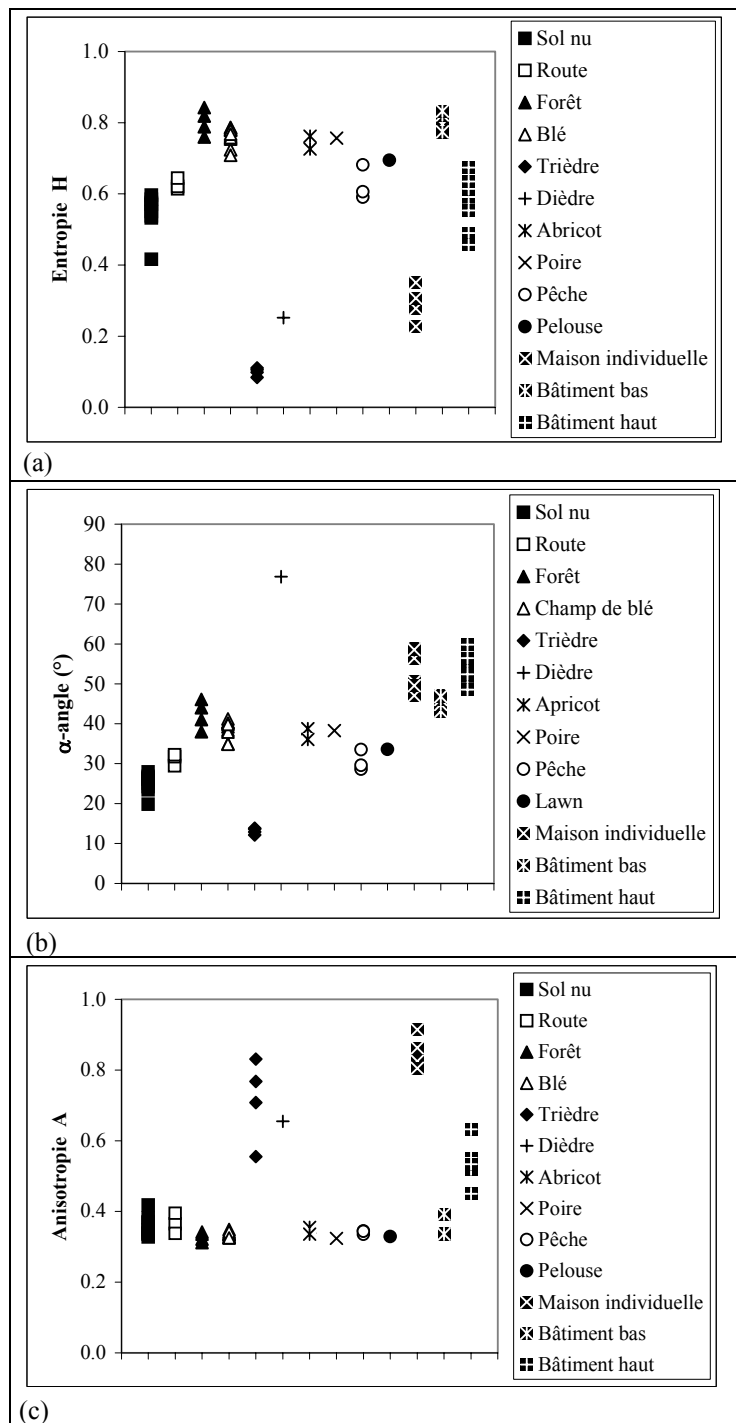 1.0
0.8
0.6
0.4
0.2
0.0
Entropie H
Sol nu
Route
Forêt
Blé
Trièdre
Dièdre
Abricot
Poire
Pêche
Pelouse
Maison individuelle
Bâtiment bas
Bâtiment haut
(a)
90
80
70
60
50
40
30
20
10
0
α-angle (°)
Sol nu
Route
Forêt
Champ de blé
Trièdre
Dièdre
Apricot
Poire
Pêche
Lawn
Maison individuelle
Bâtiment bas
Bâtiment haut
(b)
1.0
0.8
0.6
0.4
0.2
0.0
Anisotropie A
Sol nu
Route
Forêt
Blé
Trièdre
Dièdre
Abricot
Poire
Pêche
Pelouse
Maison individuelle
Bâtiment bas
Bâtiment haut
(c)